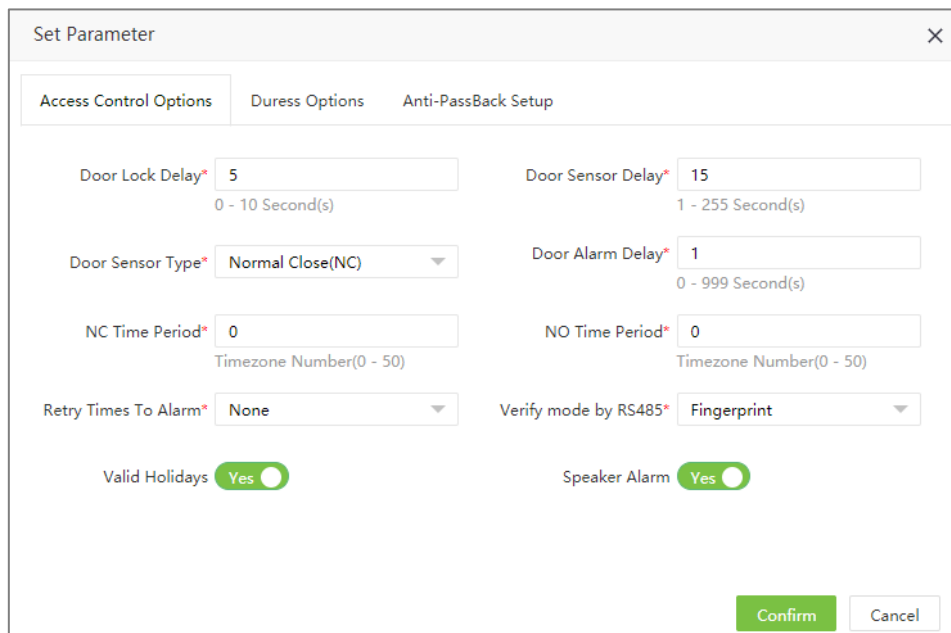 Set Parameter
Access Control Options Duress Options Anti-PassBack Setup
Door Lock Delay* 5 Door Sensor Delay* 15
0 - 10 Second(s) 1 - 255 Second(s)
Door Sensor Type* Normal Close(NC) Door Alarm Delay* 1
0 - 999 Second(s)
NC Time Period* 0 NO Time Period* 0
Timezone Number(0 - 50) Timezone Number(0 - 50)
Retry Times To Alarm* None Verify mode by RS485* Fingerprint
Valid Holidays Yes Speaker Alarm Yes
Confirm Cancel